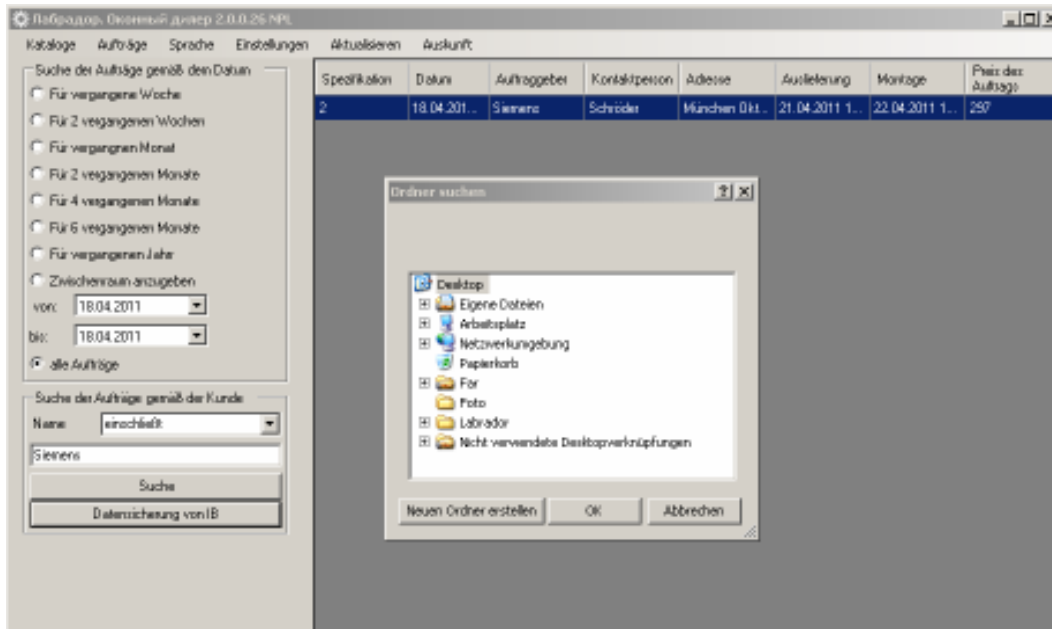 Лабрадор. Оконный дилер 2.0.0.26 NPL
Kataloge Aufträge Sprache Einstellungen Aktualisieren Auskunft
Suche der Aufträge gemäß dem Datum
Für vergangene Woche
Für 2 vergangenen Wochen
Für vergangnen Monat
Für 2 vergangenen Monate
Für 4 vergangenen Monate
Für 6 vergangenen Monate
Für vergangenen Jahr
Zwischenraum anzugeben
von: 18.04.2011
bis: 18.04.2011
alle Aufträge
Suche der Aufträge gemäß der Kunde
Name einschließt
Siemens
Suche
Datensicherung von IB
Spezifikation Datum Auftraggeber Kontaktperson Adresse Auslieferung Montage Preis des Auftrags
2 18.04.201... Siemens Schröder München Okt... 21.04.2011 1... 22.04.2011 1... 297
Ordner suchen
Desktop
Eigene Dateien
Arbeitsplatz
Netzwerkumgebung
Papierkorb
Far
Foto
Labrador
Nicht verwendete Desktopverknüpfungen
Neuen Ordner erstellen OK Abbrechen